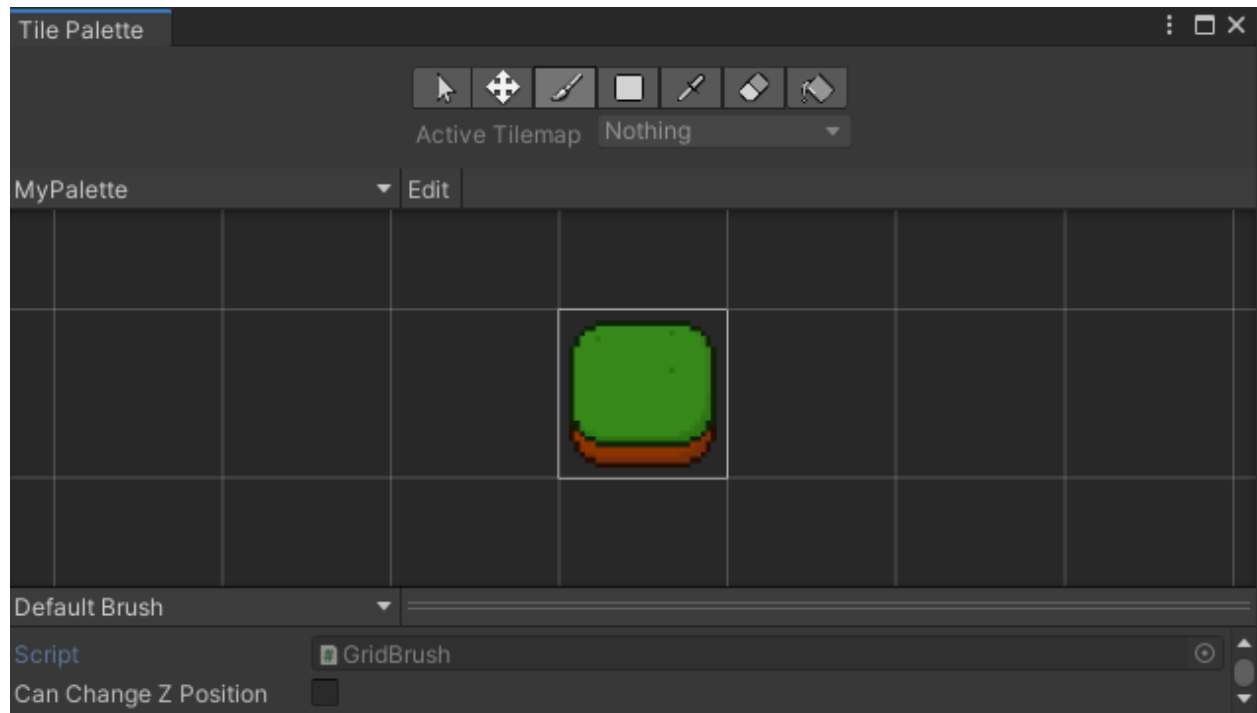 Tile Palette
Active Tilemap Nothing
MyPalette Edit
Default Brush
Script GridBrush
Can Change Z Position